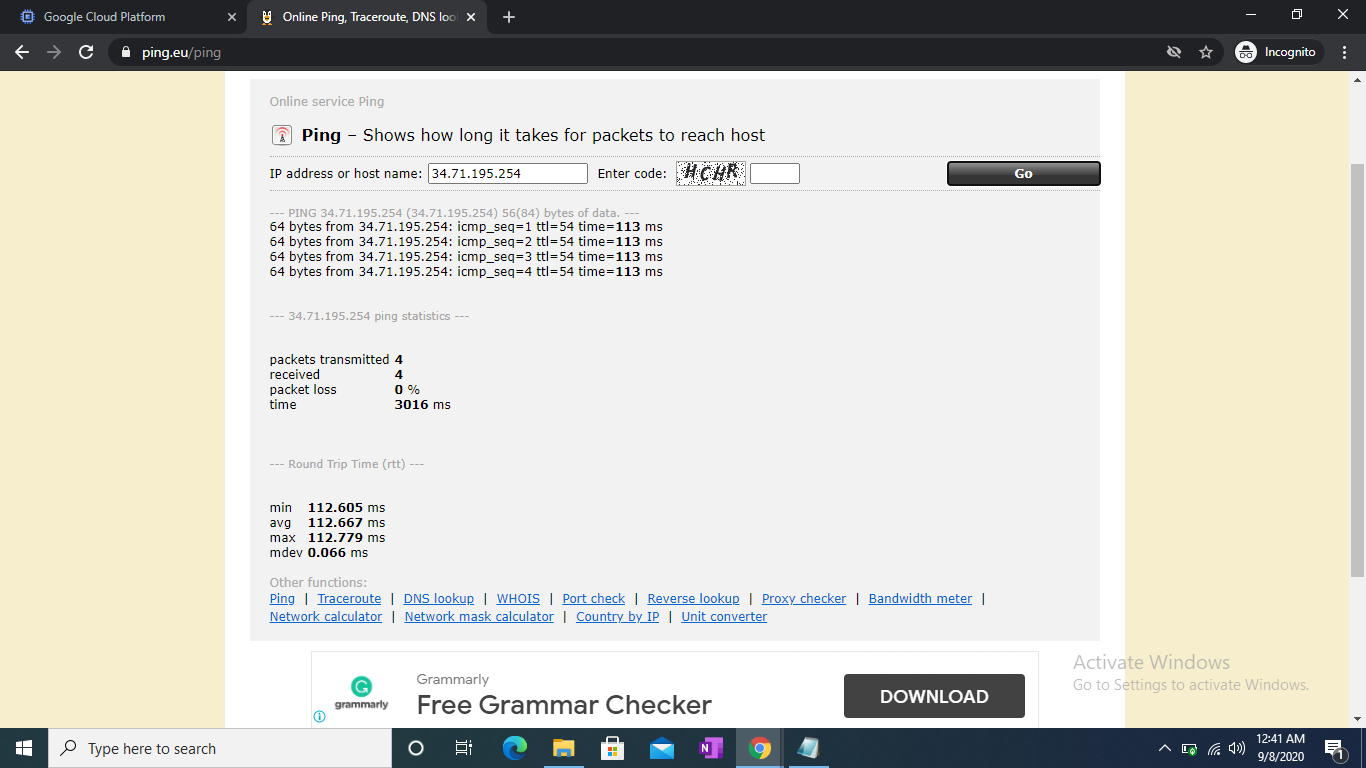 Google Cloud Platform
Online Ping, Traceroute, DNS loo
ping.eu/ping
Incognito
Online service Ping
Ping – Shows how long it takes for packets to reach host
IP address or host name: 34.71.195.254 Enter code: HCHR Go
--- PING 34.71.195.254 (34.71.195.254) 56(84) bytes of data. ---
64 bytes from 34.71.195.254: icmp_seq=1 ttl=54 time=113 ms
64 bytes from 34.71.195.254: icmp_seq=2 ttl=54 time=113 ms
64 bytes from 34.71.195.254: icmp_seq=3 ttl=54 time=113 ms
64 bytes from 34.71.195.254: icmp_seq=4 ttl=54 time=113 ms
--- 34.71.195.254 ping statistics ---
packets transmitted 4
received 4
packet loss 0 %
time 3016 ms
--- Round Trip Time (rtt) ---
min 112.605 ms
avg 112.667 ms
max 112.779 ms
mdev 0.066 ms
Other functions:
Ping | Traceroute | DNS lookup | WHOIS | Port check | Reverse lookup | Proxy checker | Bandwidth meter |
Network calculator | Network mask calculator | Country by IP | Unit converter
Grammarly
Free Grammar Checker
grammarly
DOWNLOAD
Activate Windows
Go to Settings to activate Windows.
Type here to search
N
12:41 AM
9/8/2020
1